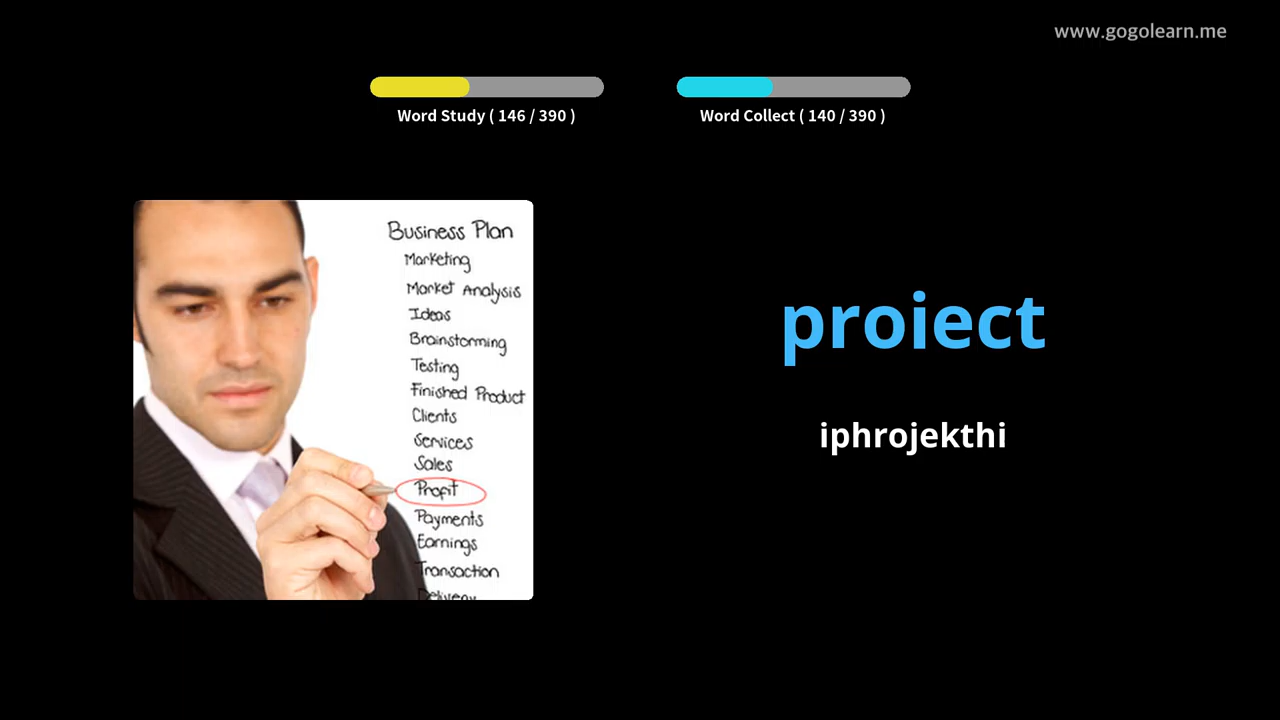 www.gogolearn.me
Word Study ( 146 / 390 )
Word Collect ( 140 / 390 )
Business Plan
Marketing
Market Analysis
Ideas
Brainstorming
Testing
Finished Product
Clients
Services
Sales
Profit
Payments
Earnings
Transaction
Delivery
proiect
iphrojekthi